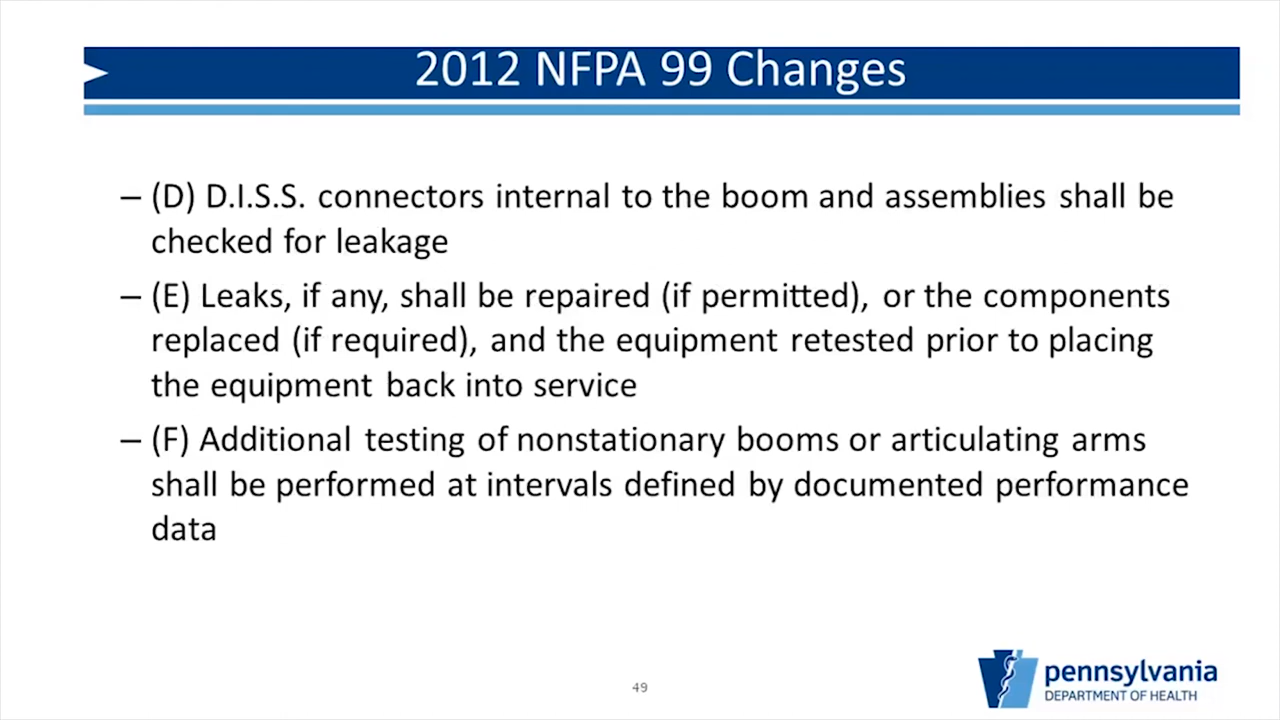 2012 NFPA 99 Changes
– (D) D.I.S.S. connectors internal to the boom and assemblies shall be
checked for leakage
– (E) Leaks, if any, shall be repaired (if permitted), or the components
replaced (if required), and the equipment retested prior to placing
the equipment back into service
– (F) Additional testing of nonstationary booms or articulating arms
shall be performed at intervals defined by documented performance
data
49
pennsylvania
DEPARTMENT OF HEALTH